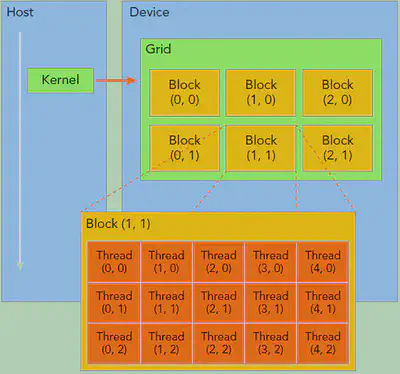 Host
Device
Grid
Kernel
Block Block Block
(0, 0) (1, 0) (2, 0)
Block Block Block
(0, 1) (1, 1) (2, 1)
Block (1, 1)
Thread Thread Thread Thread Thread
(0, 0) (1, 0) (2, 0) (3, 0) (4, 0)
Thread Thread Thread Thread Thread
(0, 1) (1, 1) (2, 1) (3, 1) (4, 1)
Thread Thread Thread Thread Thread
(0, 2) (1, 2) (2, 2) (3, 2) (4, 2)